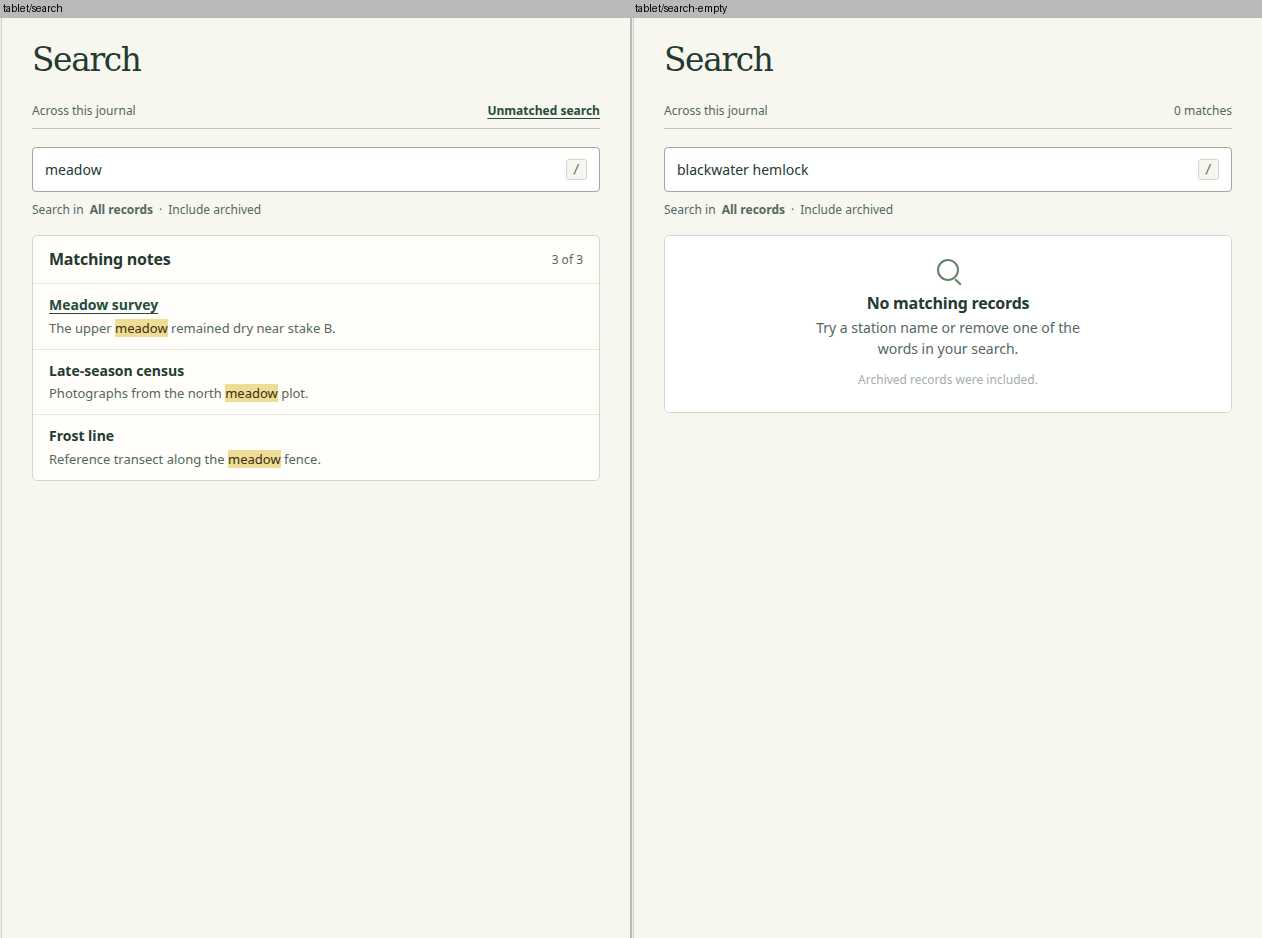 tablet/search
Search
Across this journal Unmatched search
meadow /
Search in All records · Include archived
Matching notes 3 of 3
Meadow survey
The upper meadow remained dry near stake B.
Late-season census
Photographs from the north meadow plot.
Frost line
Reference transect along the meadow fence.
tablet/search-empty
Search
Across this journal 0 matches
blackwater hemlock /
Search in All records · Include archived
No matching records
Try a station name or remove one of the
words in your search.
Archived records were included.